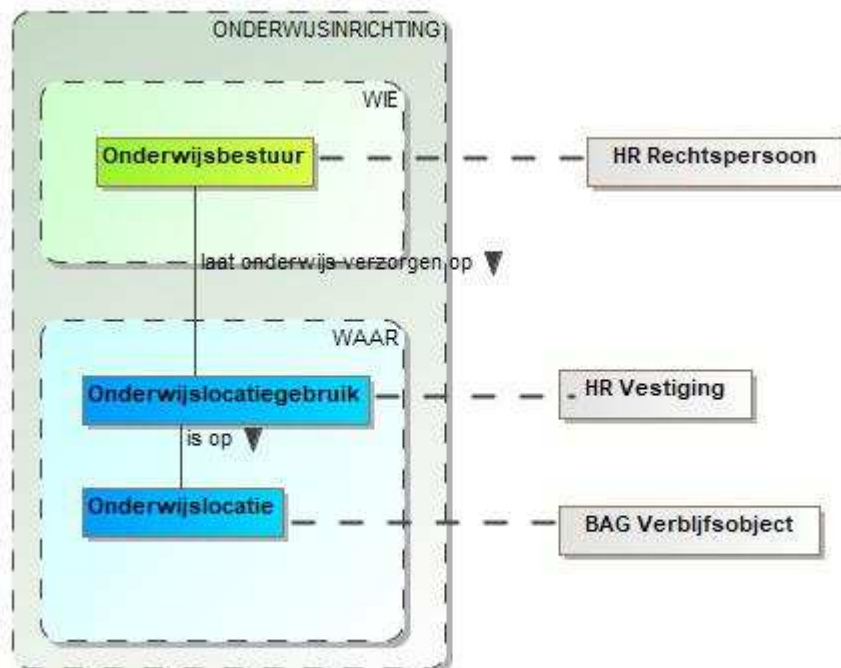 ONDERWIJSINRICHTING
WIE
Onderwijsbestuur
HR Rechtspersoon
laat onderwijs verzorgen op
WAAR
Onderwijslocatiegebruik
HR Vestiging
is op
Onderwijslocatie
BAG Verblijfsobject